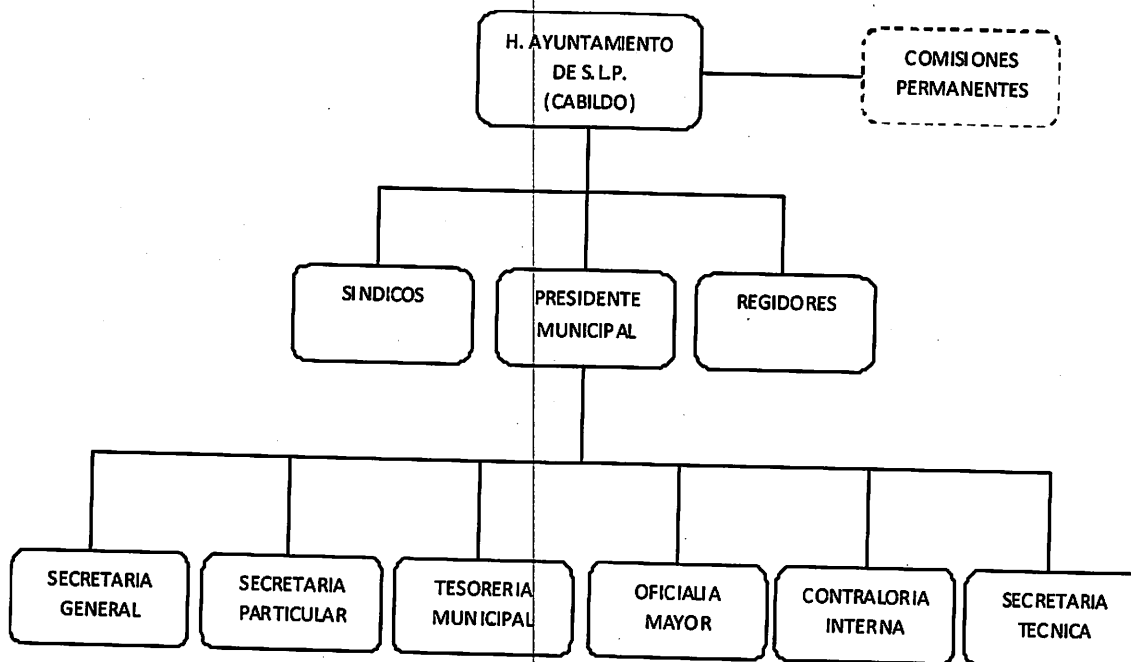 H. AYUNTAMIENTO
DE S.L.P.
(CABILDO)
COMISIONES
PERMANENTES
SINDICOS
PRESIDENTE
MUNICIPAL
REGIDORES
SECRETARIA
GENERAL
SECRETARIA
PARTICULAR
TESORERIA
MUNICIPAL
OFICIALIA
MAYOR
CONTRALORIA
INTERNA
SECRETARIA
TECNICA